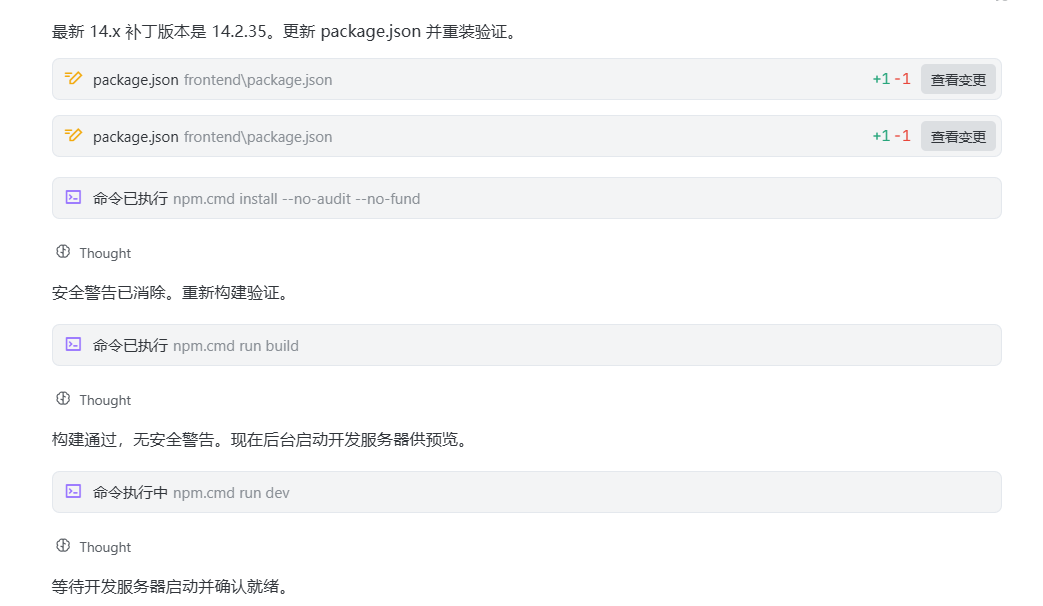 最新 14.x 补丁版本是 14.2.35。更新 package.json 并重装验证。
package.json frontend\package.json +1 -1 查看变更
package.json frontend\package.json +1 -1 查看变更
命令已执行 npm.cmd install --no-audit --no-fund
Thought
安全警告已消除。重新构建验证。
命令已执行 npm.cmd run build
Thought
构建通过，无安全警告。现在后台启动开发服务器供预览。
命令执行中 npm.cmd run dev
Thought
等待开发服务器启动并确认就绪。